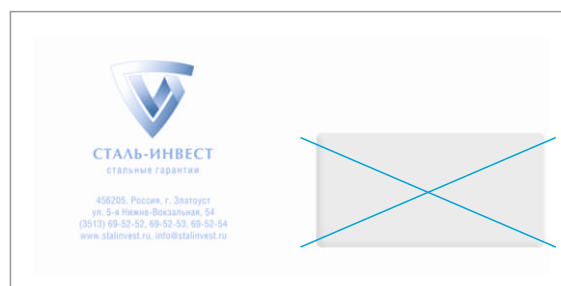 СТАЛЬ-ИНВЕСТ
стальные гарантии
456205, Россия, г. Златоуст
ул. 5-я Нижне-Вокзальная, 54
(3513) 69-52-52, 69-52-53, 69-52-54
www.stalinvest.ru, info@stalinvest.ru